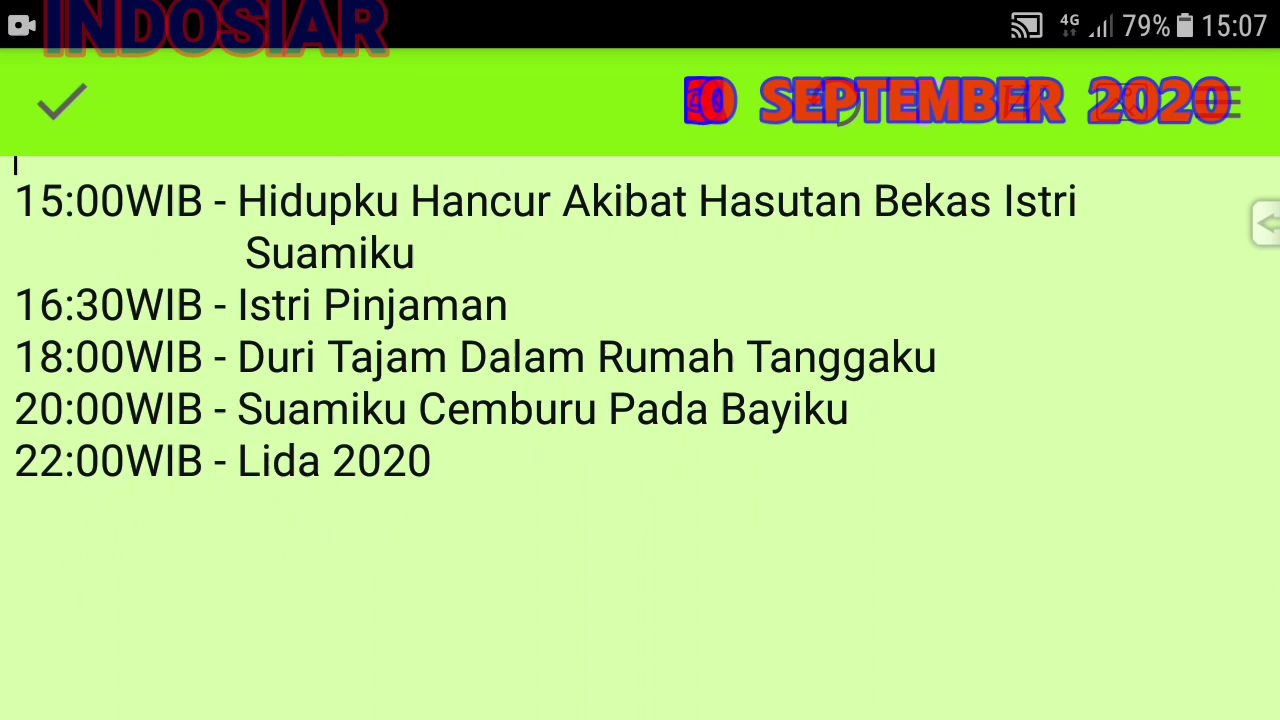 INDOSIAR
4G 79% 15:07
SEPTEMBER 2020
15:00WIB - Hidupku Hancur Akibat Hasutan Bekas Istri
Suamiku
16:30WIB - Istri Pinjaman
18:00WIB - Duri Tajam Dalam Rumah Tanggaku
20:00WIB - Suamiku Cemburu Pada Bayiku
22:00WIB - Lida 2020